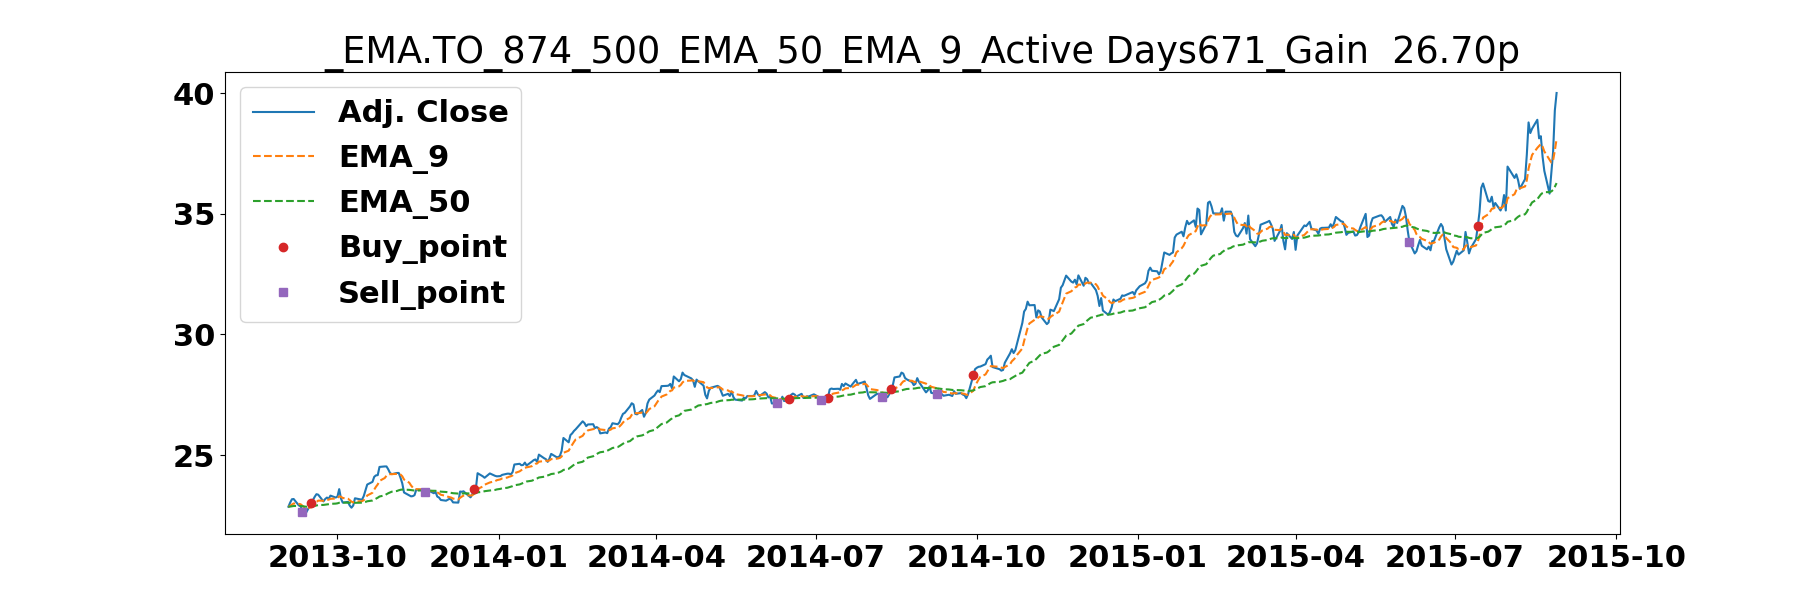 _EMA.TO_874_500_EMA_50_EMA_9_Active Days671_Gain  26.70p
40
35
30
25
Adj. Close
EMA_9
EMA_50
Buy_point
Sell_point
2013-10 2014-01 2014-04 2014-07 2014-10 2015-01 2015-04 2015-07 2015-10